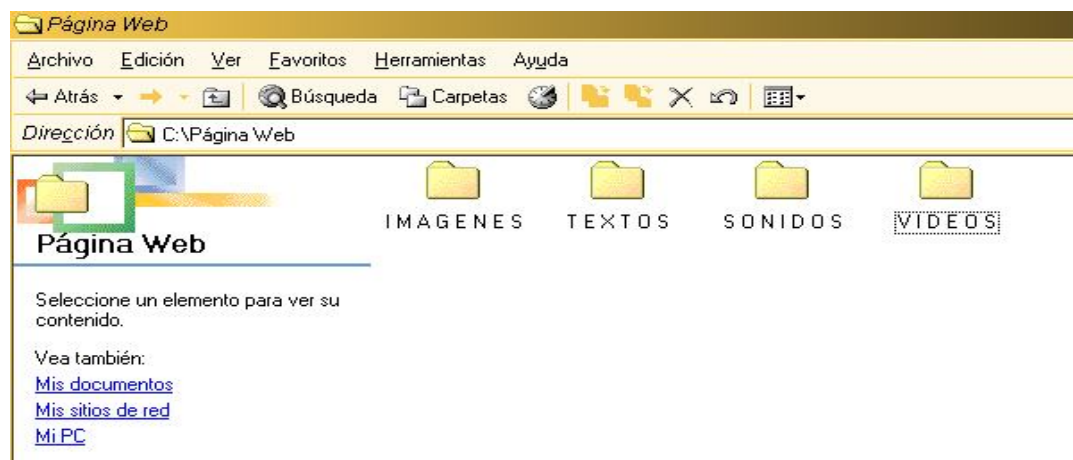 Página Web
Archivo Edición Ver Favoritos Herramientas Ayuda
Atrás Búsqueda Carpetas
Dirección C:\Página Web
IMAGENES TEXTOS SONIDOS VIDEOS
Página Web
Seleccione un elemento para ver su
contenido.
Vea también:
Mis documentos
Mis sitios de red
Mi PC